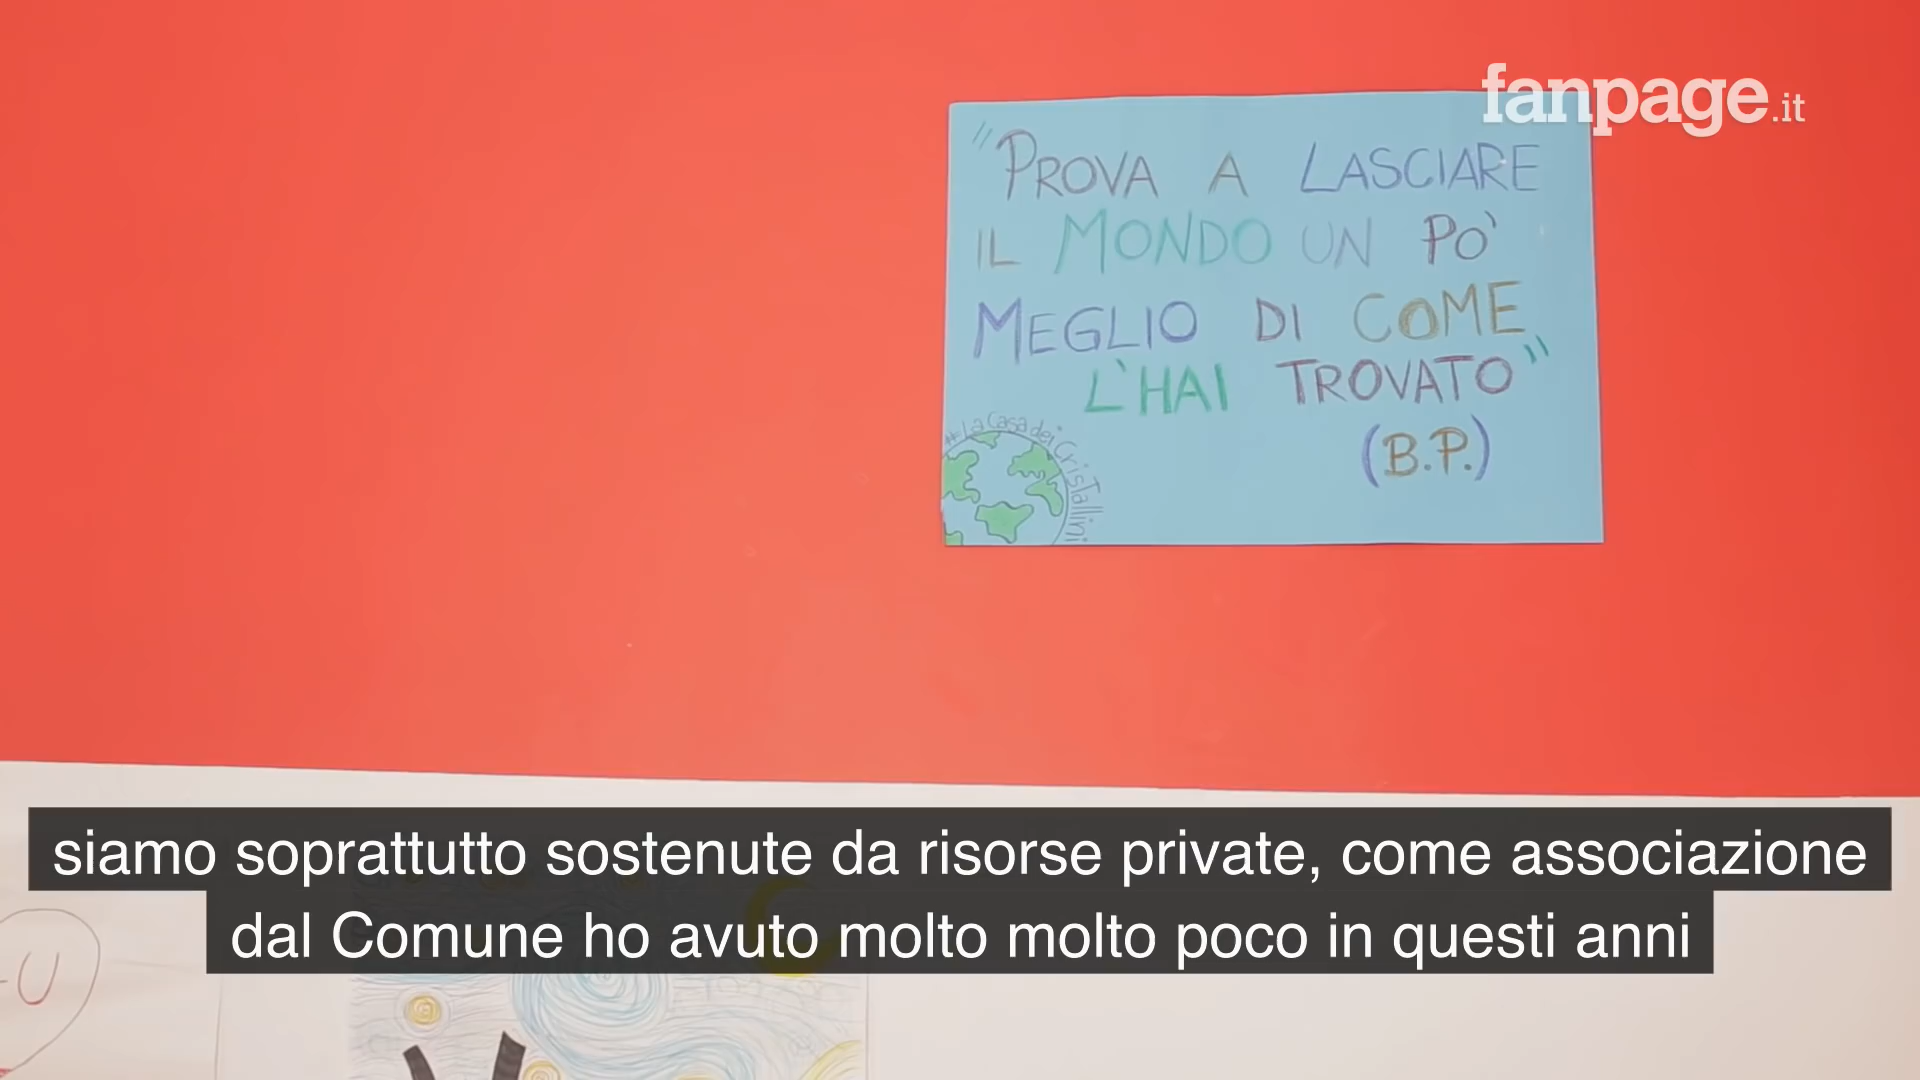 fanpage.it
"PROVA A LASCIARE
IL MONDO UN PO'
MEGLIO DI COME
L'HAI TROVATO"
(B.P.)
#La Casa dei Cristallini
siamo soprattutto sostenute da risorse private, come associazione
dal Comune ho avuto molto molto poco in questi anni